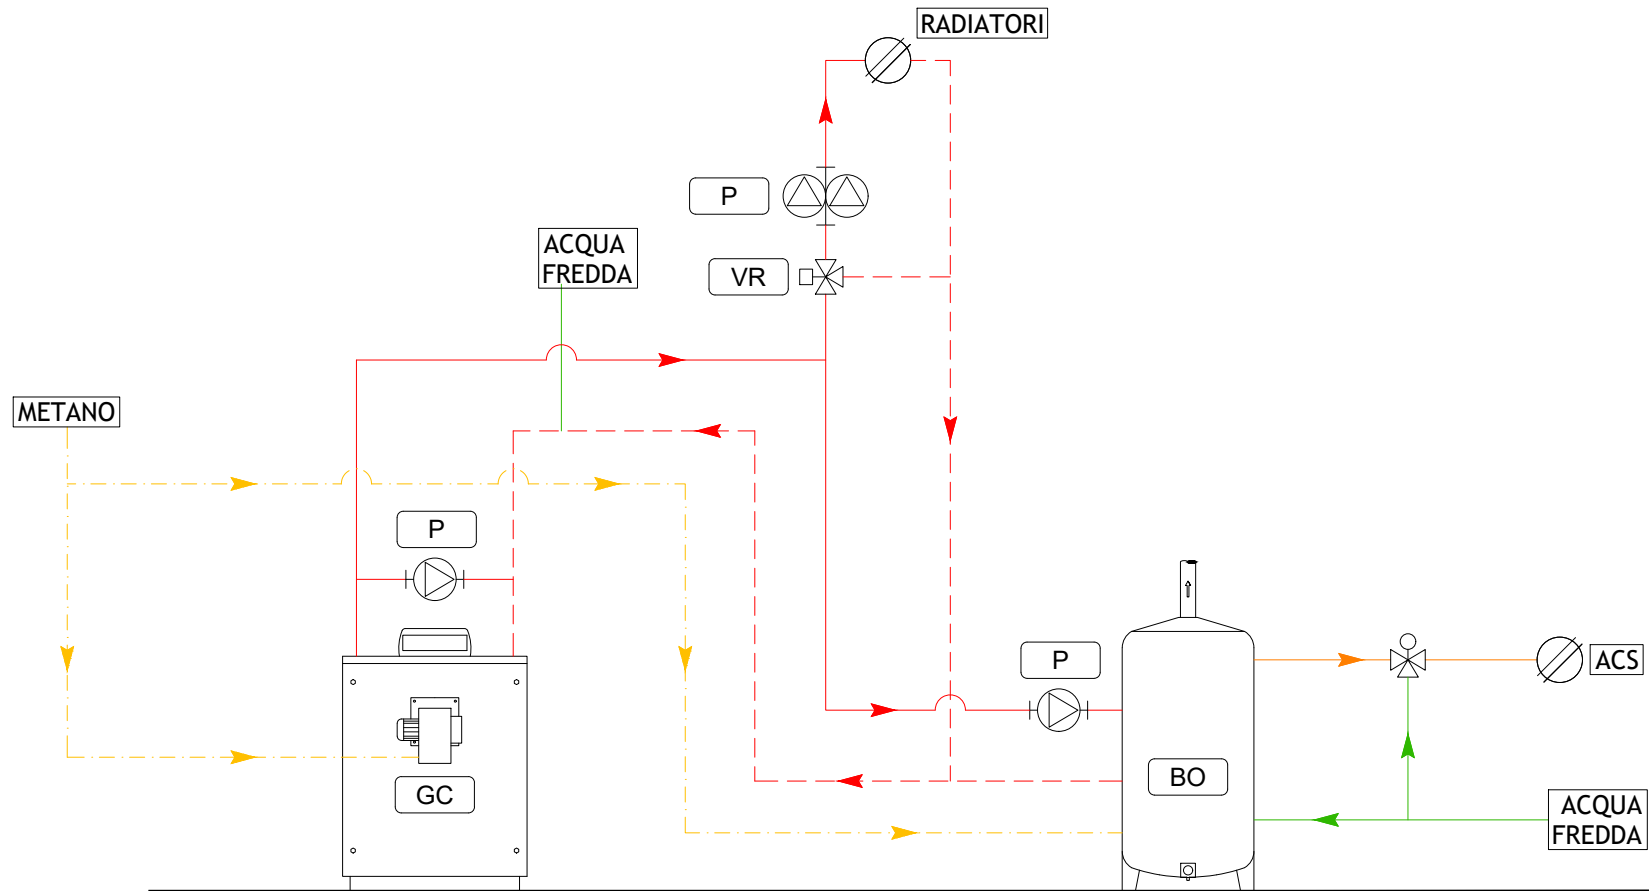 RADIATORI
P
ACQUA
FREDDA
VR
METANO
P
P
ACS
GC
BO
ACQUA
FREDDA